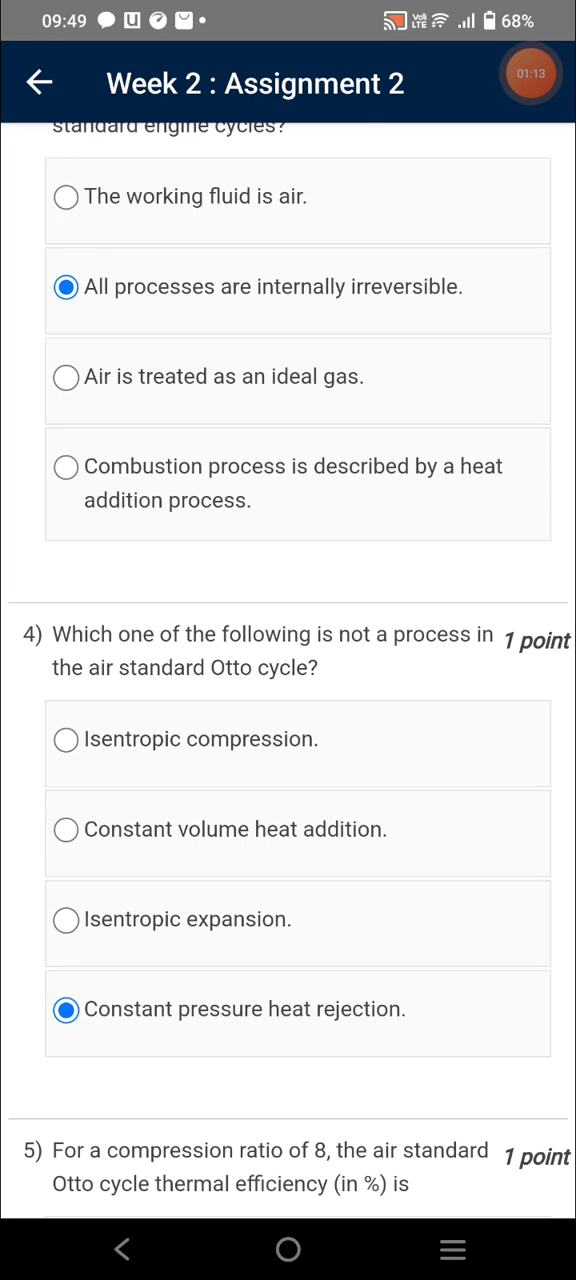 09:49 68%
Week 2 : Assignment 2
01:13
standard engine cycles?
The working fluid is air.
All processes are internally irreversible.
Air is treated as an ideal gas.
Combustion process is described by a heat
addition process.
4) Which one of the following is not a process in 1 point
the air standard Otto cycle?
Isentropic compression.
Constant volume heat addition.
Isentropic expansion.
Constant pressure heat rejection.
5) For a compression ratio of 8, the air standard 1 point
Otto cycle thermal efficiency (in %) is